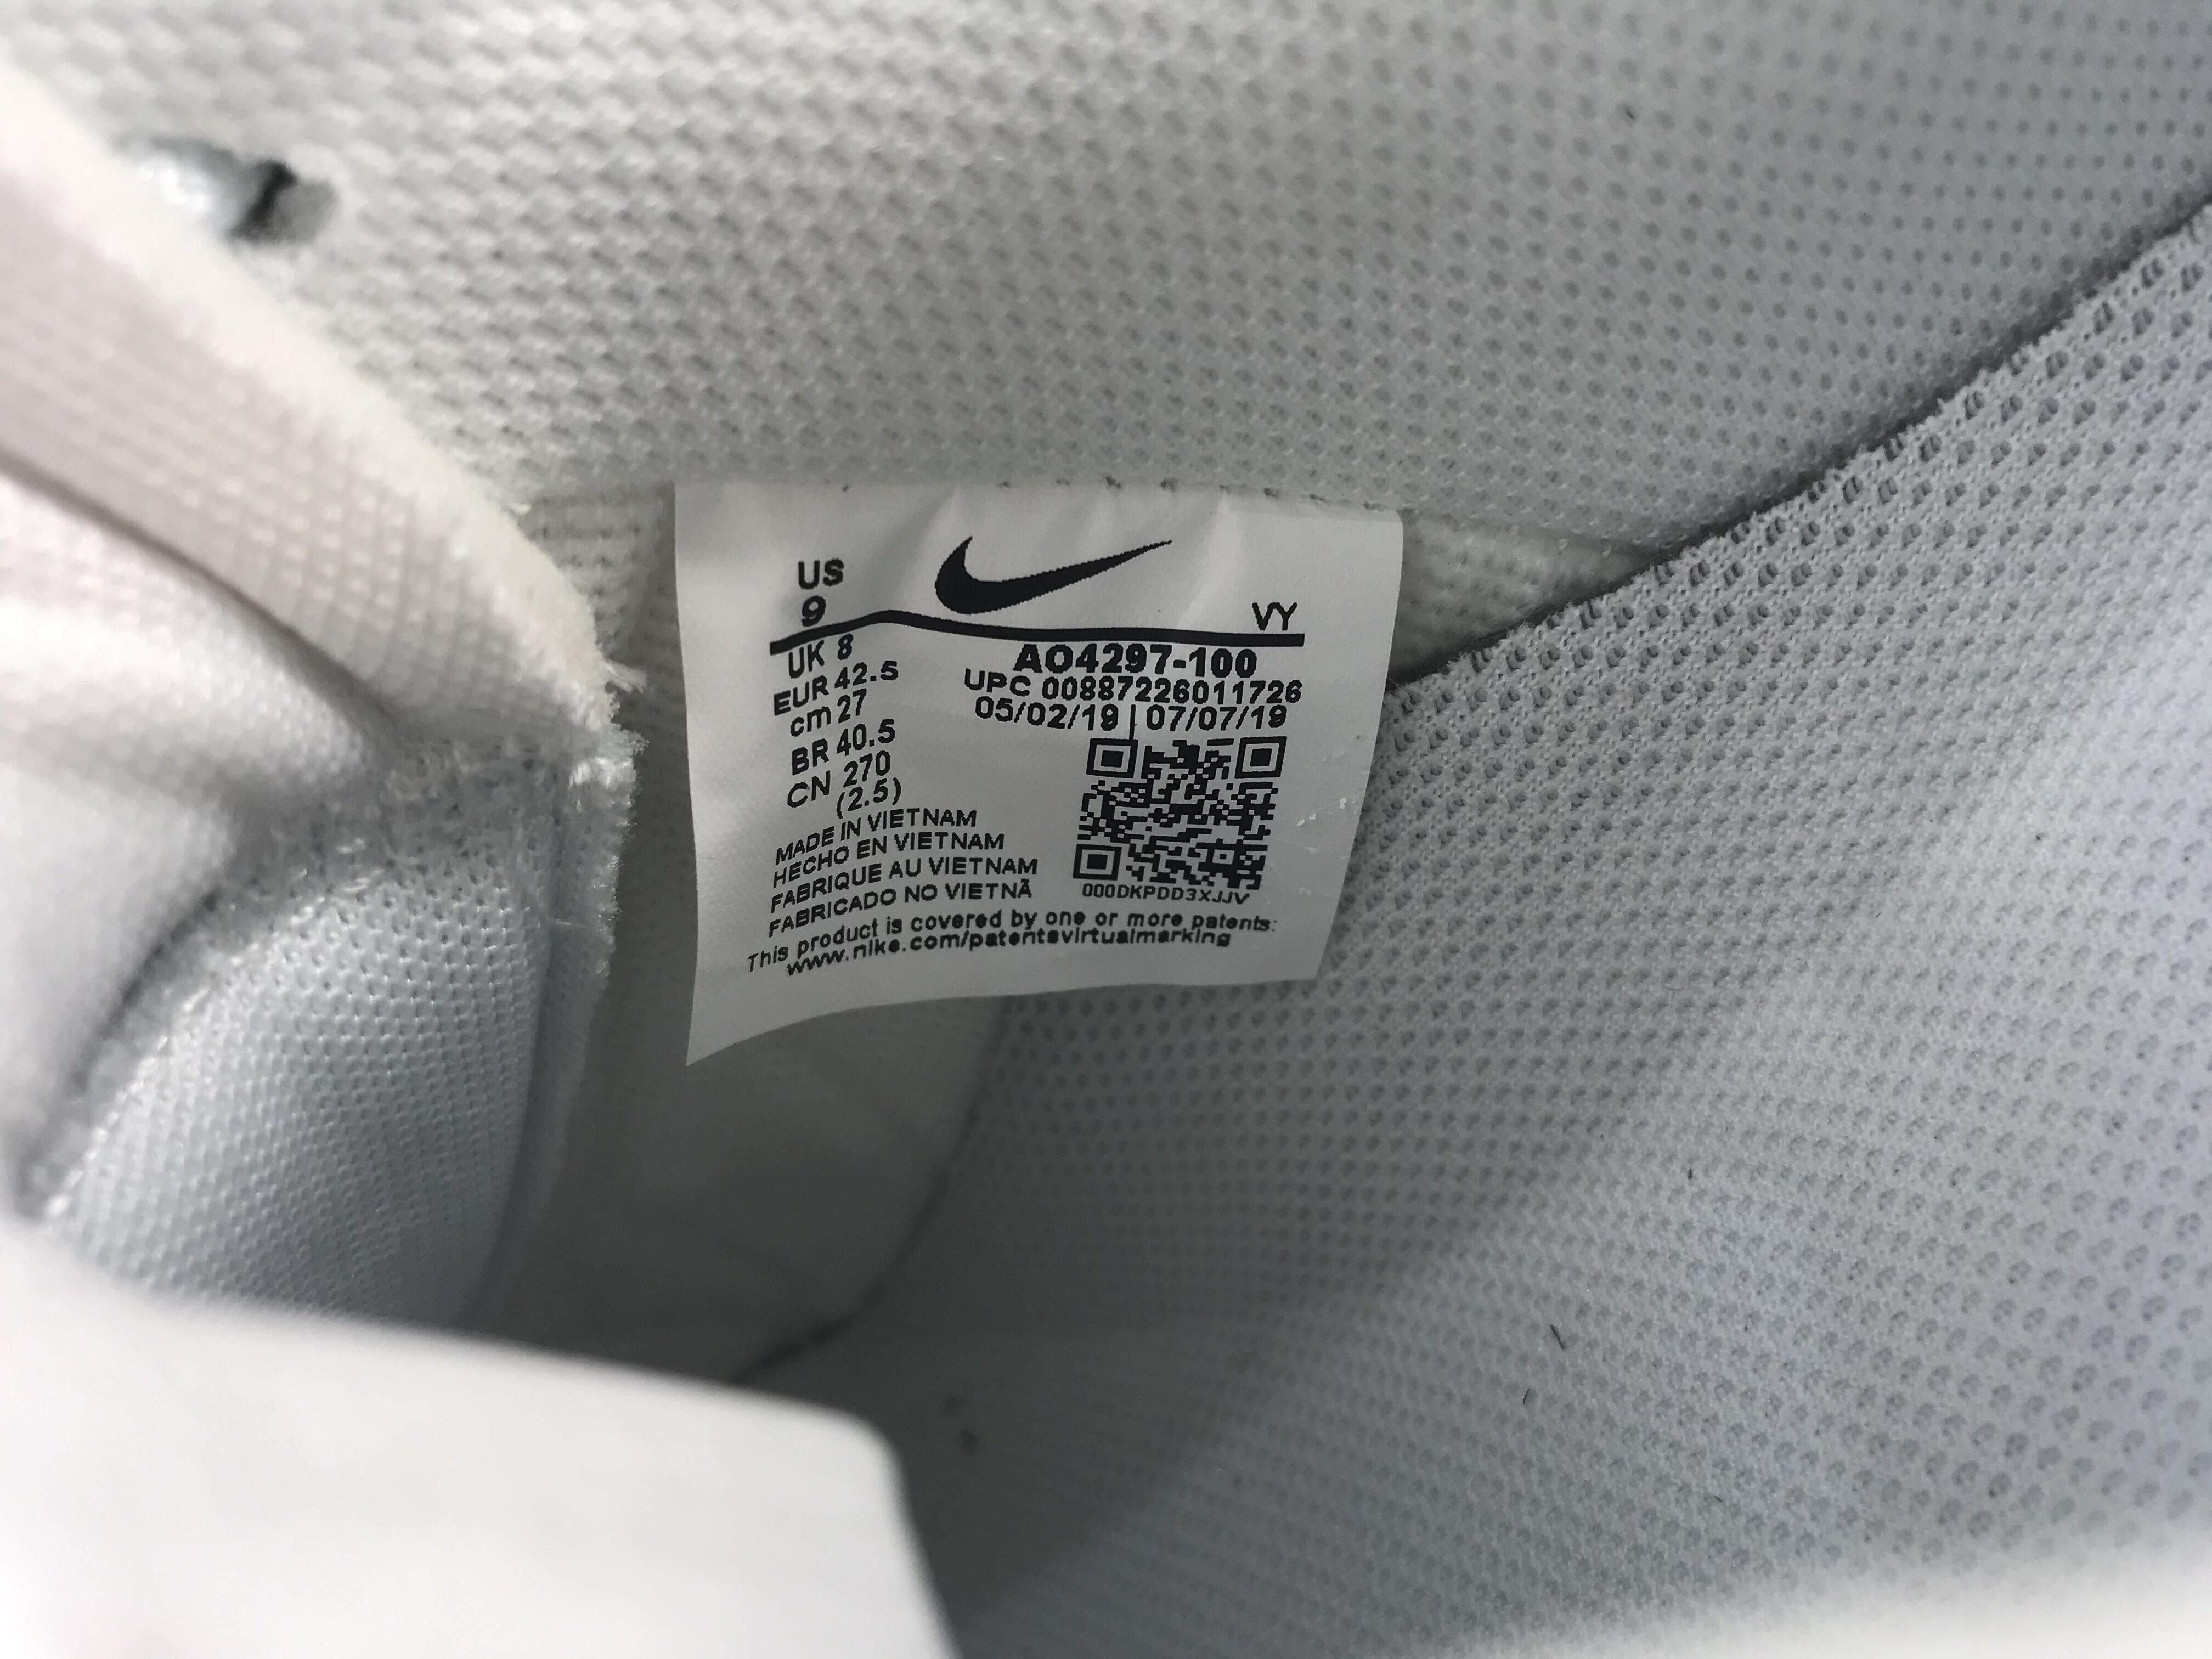 US
9
VY
UK 8
EUR 42.5
cm 27
BR 40.5
CN 270
(2.5)
AO4297-100
UPC 00887226011726
05/02/19 | 07/07/19
000DKPDD3XJJV
MADE IN VIETNAM
HECHO EN VIETNAM
FABRIQUE AU VIETNAM
FABRICADO NO VIETNÃ
This product is covered by one or more patents:
www.nike.com/patentsvirtualmarking